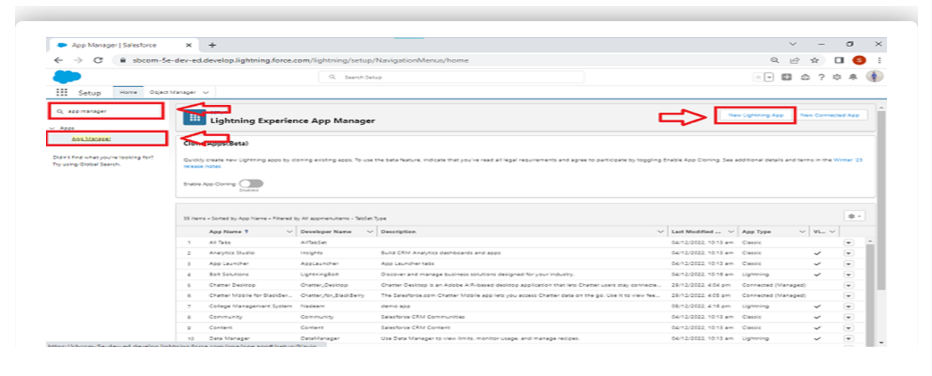 App Manager | Salesforce
sbcom-5e-dev-ed.develop.lightning.force.com/lightning/setup/NavigationMenus/home
Search Setup
Setup Home Object Manager
app manager
Apps
App Manager
Didn't find what you're looking for?
Try using Global Search.
Lightning Experience App Manager
New Lightning App New Connected App
Clone Apps(Beta)
Quickly create new Lightning apps by cloning existing apps. To use the beta feature, indicate that you've read all legal requirements and agree to participate by toggling Enable App Cloning. See additional details and terms in the Winter '23
release notes
Enable App Cloning
Disabled
Items • Sorted by App Name • Filtered by All appmenuitems - TabSet Type
App Name Developer Name Description Last Modified ... App Type Vi...
1 All Tabs AllTabSet 04/12/2022, 10:13 am Classic
2 Analytics Studio Insights Build CRM Analytics dashboards and apps 04/12/2022, 10:13 am Classic
3 App Launcher AppLauncher App Launcher tabs 04/12/2022, 10:13 am Classic
4 Bolt Solutions LightningBolt Discover and manage business solutions designed for your industry. 04/12/2022, 10:16 am Lightning
5 Chatter Desktop Chatter_Desktop Chatter Desktop is an Adobe AIR-based desktop application that lets Chatter users stay connecte... 29/12/2022, 4:04 pm Connected (Managed)
6 Chatter Mobile for BlackBer... Chatter_for_BlackBerry The Salesforce.com Chatter Mobile app lets you access Chatter data on the go. Use it to view fee... 29/12/2022, 4:05 pm Connected (Managed)
7 College Management System Nadeem demo app 4:16 pm Lightning
8 Community Community Salesforce CRM Communities 04/12/2022, 10:13 am Classic
9 Content Content Salesforce CRM Content 04/12/2022, 10:13 am Classic
10 Data Manager DataManager Use Data Manager to view limits, monitor usage, and manage recipes. 04/12/2022, 10:13 am Lightning